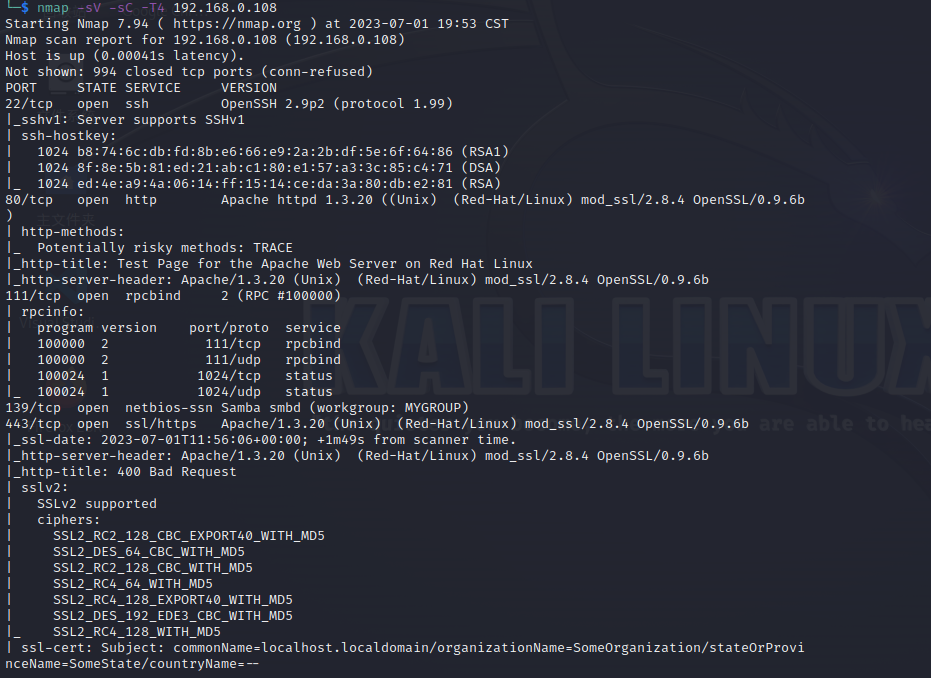 └─$ nmap -sV -sC -T4 192.168.0.108
Starting Nmap 7.94 ( https://nmap.org ) at 2023-07-01 19:53 CST
Nmap scan report for 192.168.0.108 (192.168.0.108)
Host is up (0.00041s latency).
Not shown: 994 closed tcp ports (conn-refused)
PORT     STATE SERVICE     VERSION
22/tcp   open  ssh         OpenSSH 2.9p2 (protocol 1.99)
|_sshv1: Server supports SSHv1
| ssh-hostkey:
|   1024 b8:74:6c:db:fd:8b:e6:66:e9:2a:2b:df:5e:6f:64:86 (RSA1)
|   1024 8f:8e:5b:81:ed:21:ab:c1:80:e1:57:a3:3c:85:c4:71 (DSA)
|_  1024 ed:4e:a9:4a:06:14:ff:15:14:ce:da:3a:80:db:e2:81 (RSA)
80/tcp   open  http        Apache httpd 1.3.20 ((Unix)  (Red-Hat/Linux) mod_ssl/2.8.4 OpenSSL/0.9.6b
)
| http-methods:
|_  Potentially risky methods: TRACE
|_http-title: Test Page for the Apache Web Server on Red Hat Linux
|_http-server-header: Apache/1.3.20 (Unix)  (Red-Hat/Linux) mod_ssl/2.8.4 OpenSSL/0.9.6b
111/tcp  open  rpcbind     2 (RPC #100000)
| rpcinfo:
|   program version    port/proto  service
|   100000  2            111/tcp   rpcbind
|   100000  2            111/udp   rpcbind
|   100024  1           1024/tcp   status
|_  100024  1           1024/udp   status
139/tcp  open  netbios-ssn Samba smbd (workgroup: MYGROUP)
443/tcp  open  ssl/https   Apache/1.3.20 (Unix)  (Red-Hat/Linux) mod_ssl/2.8.4 OpenSSL/0.9.6b
|_ssl-date: 2023-07-01T11:56:06+00:00; +1m49s from scanner time.
|_http-server-header: Apache/1.3.20 (Unix)  (Red-Hat/Linux) mod_ssl/2.8.4 OpenSSL/0.9.6b
|_http-title: 400 Bad Request
| sslv2:
|   SSLv2 supported
|   ciphers:
|     SSL2_RC2_128_CBC_EXPORT40_WITH_MD5
|     SSL2_DES_64_CBC_WITH_MD5
|     SSL2_RC2_128_CBC_WITH_MD5
|     SSL2_RC4_64_WITH_MD5
|     SSL2_RC4_128_EXPORT40_WITH_MD5
|     SSL2_DES_192_EDE3_CBC_WITH_MD5
|_    SSL2_RC4_128_WITH_MD5
| ssl-cert: Subject: commonName=localhost.localdomain/organizationName=SomeOrganization/stateOrProvi
nceName=SomeState/countryName=--
KALI LINUX
are able to hea